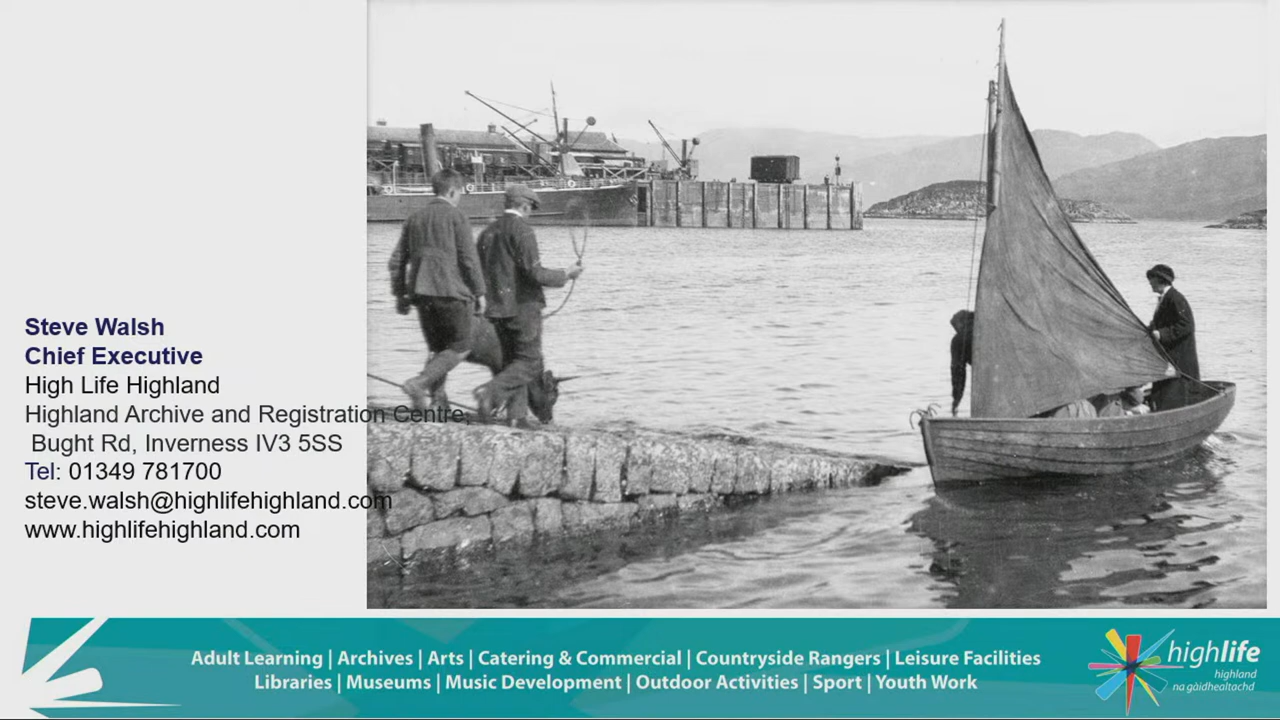 Steve Walsh
Chief Executive
High Life Highland
Highland Archive and Registration Centre,
Bught Rd, Inverness IV3 5SS
Tel: 01349 781700
steve.walsh@highlifehighland.com
www.highlifehighland.com
Adult Learning | Archives | Arts | Catering & Commercial | Countryside Rangers | Leisure Facilities
Libraries | Museums | Music Development | Outdoor Activities | Sport | Youth Work
highlife
highland
na gàidhealtachd